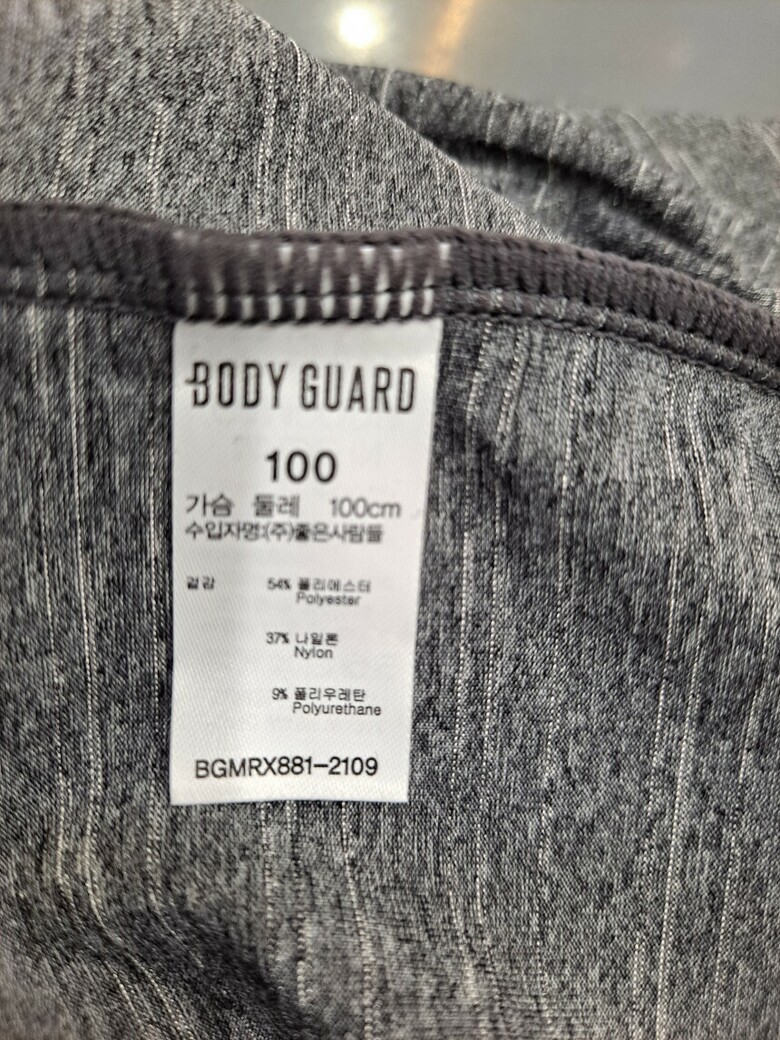 BODY GUARD
100
가슴 둘레 100cm
수입자명:(주)좋은사람들
겉감 54% 폴리에스터
Polyester
37% 나일론
Nylon
9% 폴리우레탄
Polyurethane
BGMRX881-2109